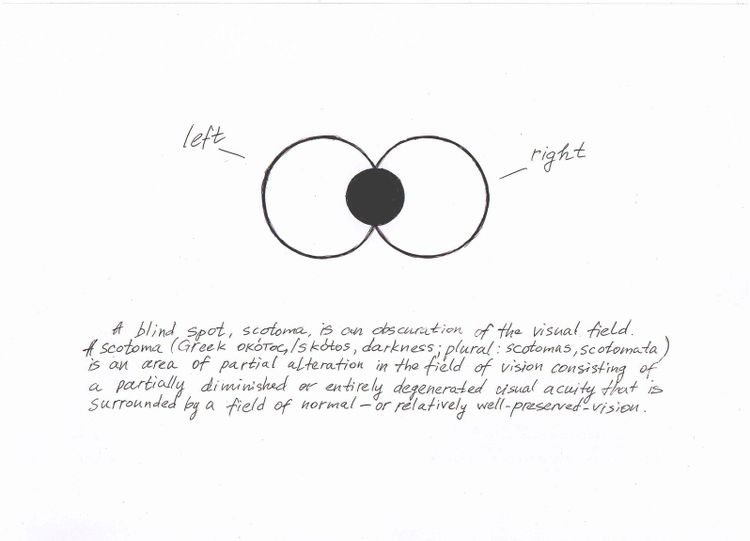 left
right
A blind spot, scotoma, is an obscuration of the visual field.
A scotoma (Greek σκότος/skótos, darkness; plural: scotomas, scotomata)
is an area of partial alteration in the field of vision consisting of
a partially diminished or entirely degenerated visual acuity that is
surrounded by a field of normal – or relatively well-preserved-vision.